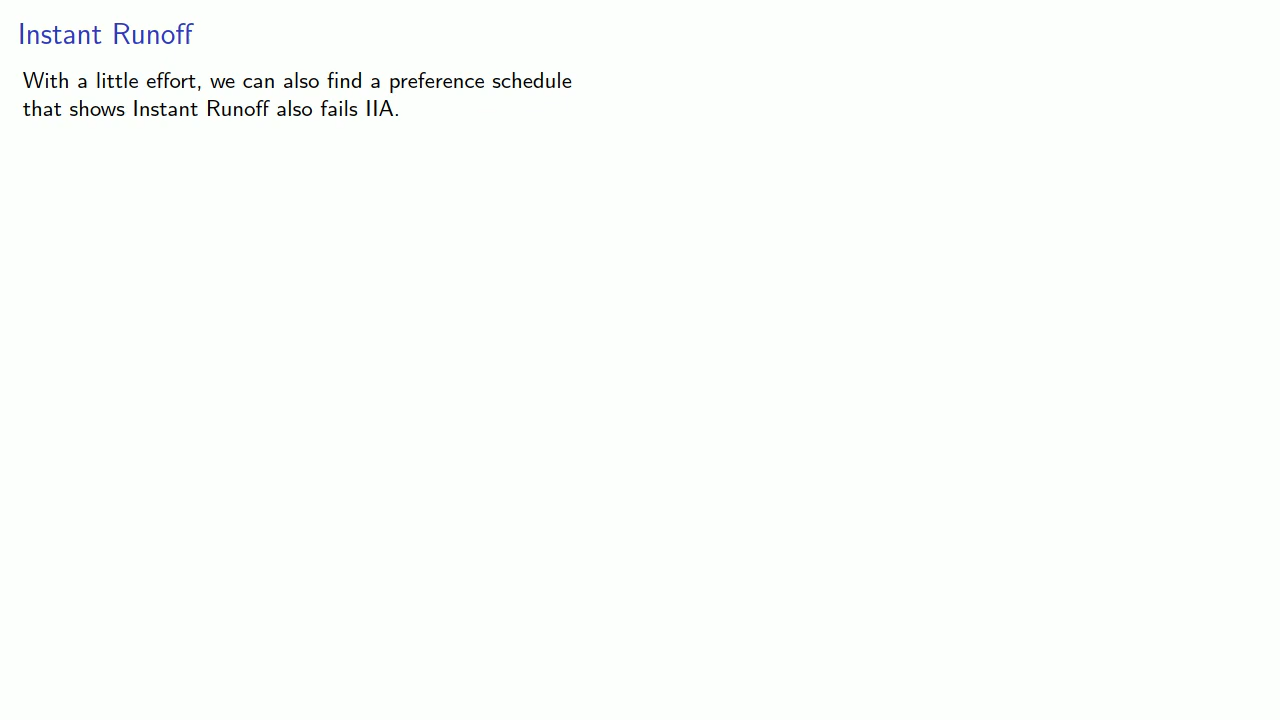 Instant Runoff
With a little effort, we can also find a preference schedule
that shows Instant Runoff also fails IIA.